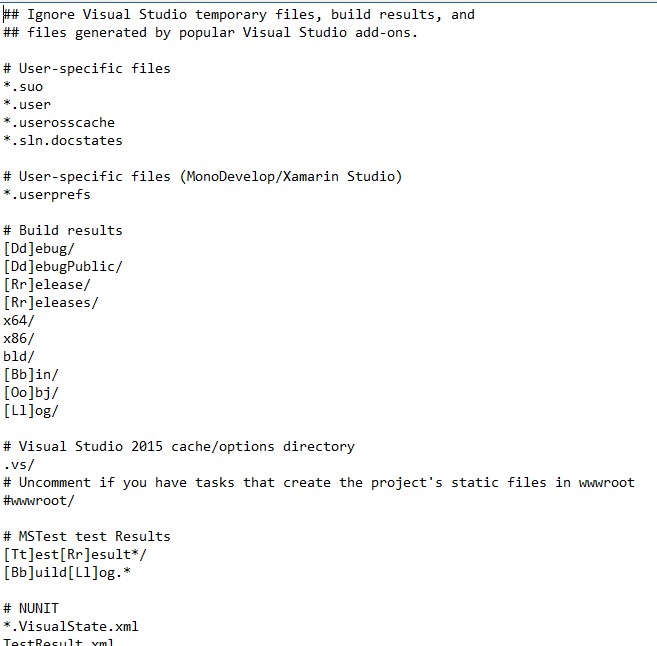 ## Ignore Visual Studio temporary files, build results, and
## files generated by popular Visual Studio add-ons.
# User-specific files
*.suo
*.user
*.userosscache
*.sln.docstates
# User-specific files (MonoDevelop/Xamarin Studio)
*.userprefs
# Build results
[Dd]ebug/
[Dd]ebugPublic/
[Rr]elease/
[Rr]eleases/
x64/
x86/
bld/
[Bb]in/
[Oo]bj/
[Ll]og/
# Visual Studio 2015 cache/options directory
.vs/
# Uncomment if you have tasks that create the project's static files in wwwroot
#wwwroot/
# MSTest test Results
[Tt]est[Rr]esult*/
[Bb]uild[Ll]og.*
# NUNIT
*.VisualState.xml
TestResult.xml